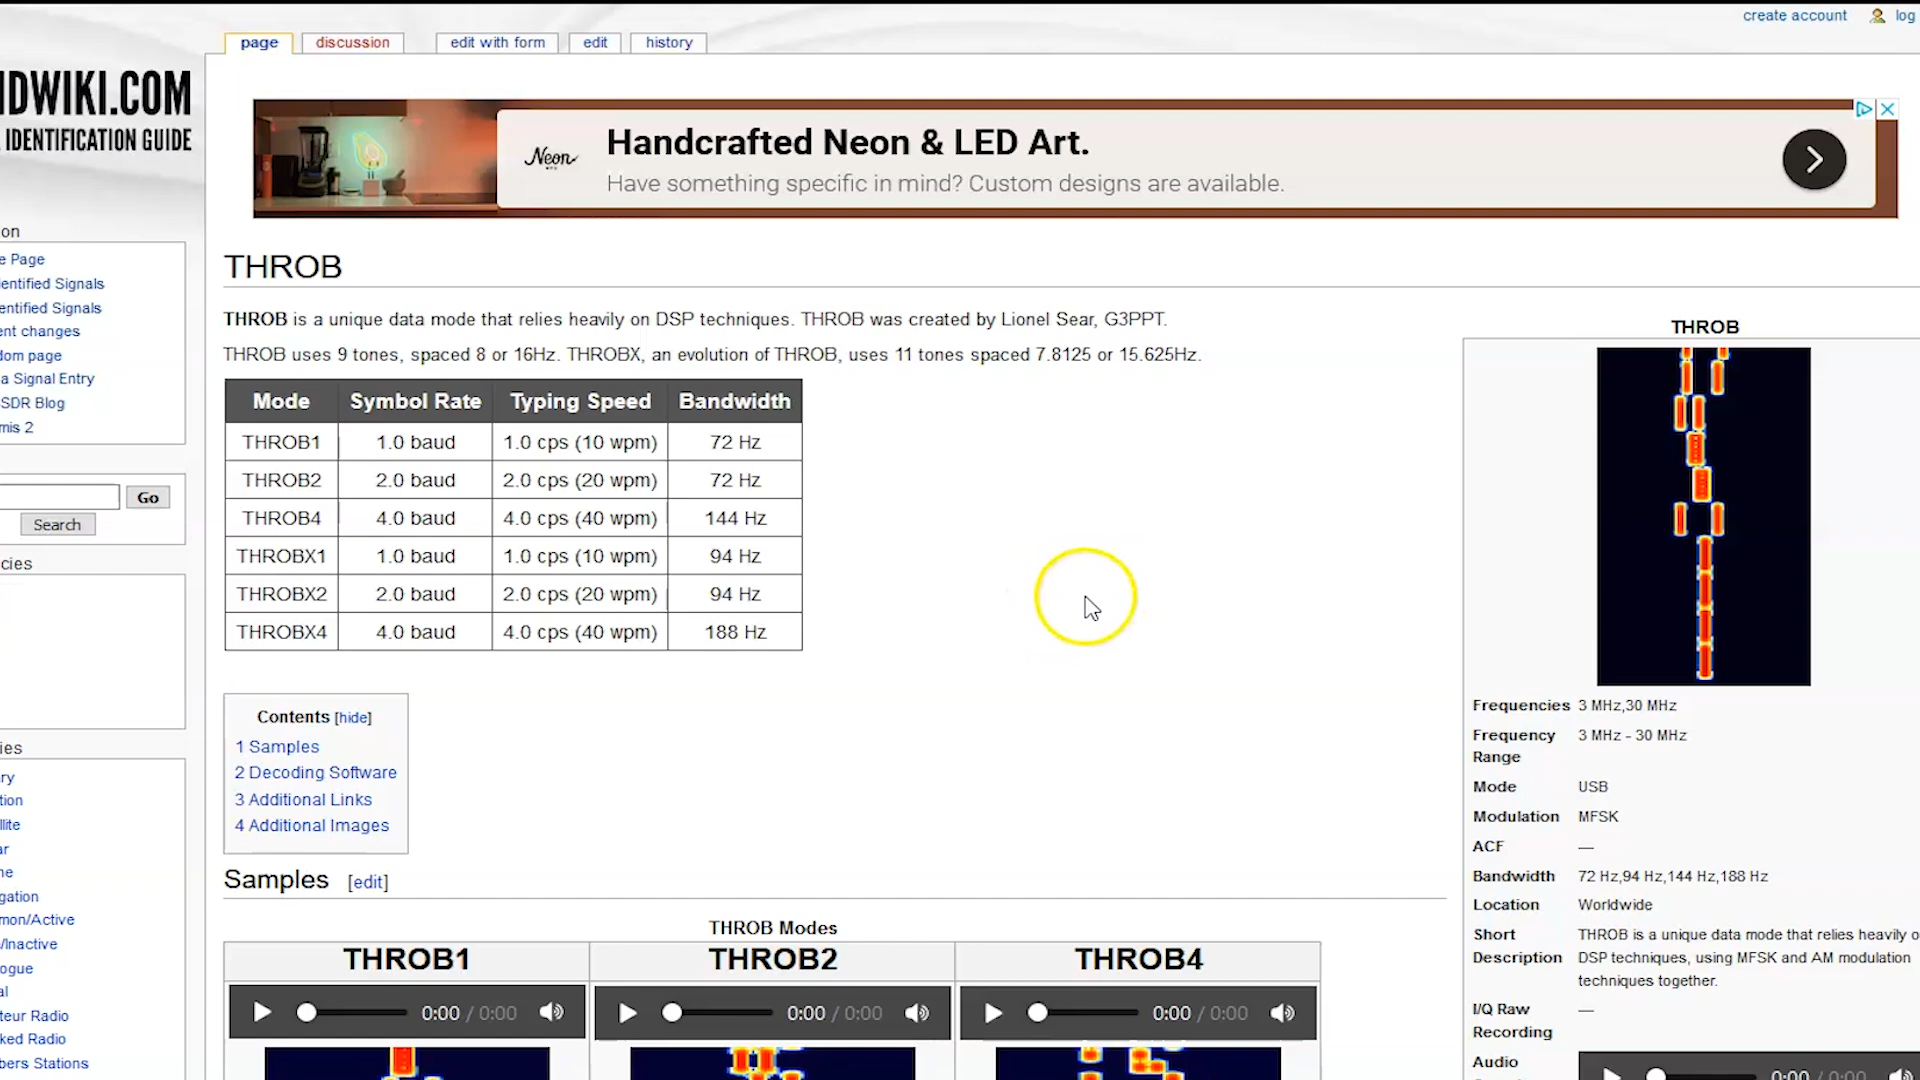 create account log
page discussion edit with form edit history
IDWIKI.COM
IDENTIFICATION GUIDE
Handcrafted Neon & LED Art.
Neon
Have something specific in mind? Custom designs are available.
on
e Page
entified Signals
entified Signals
ent changes
dom page
a Signal Entry
SDR Blog
mis 2
Go
Search
cies
ies
ry
tion
llite
ar
ne
gation
mon/Active
/Inactive
ogue
al
teur Radio
ked Radio
bers Stations
THROB
THROB is a unique data mode that relies heavily on DSP techniques. THROB was created by Lionel Sear, G3PPT.
THROB uses 9 tones, spaced 8 or 16Hz. THROBX, an evolution of THROB, uses 11 tones spaced 7.8125 or 15.625Hz.
Mode Symbol Rate Typing Speed Bandwidth
THROB1 1.0 baud 1.0 cps (10 wpm) 72 Hz
THROB2 2.0 baud 2.0 cps (20 wpm) 72 Hz
THROB4 4.0 baud 4.0 cps (40 wpm) 144 Hz
THROBX1 1.0 baud 1.0 cps (10 wpm) 94 Hz
THROBX2 2.0 baud 2.0 cps (20 wpm) 94 Hz
THROBX4 4.0 baud 4.0 cps (40 wpm) 188 Hz
Contents [hide]
1 Samples
2 Decoding Software
3 Additional Links
4 Additional Images
Samples [edit]
THROB Modes
THROB1 THROB2 THROB4
0:00 / 0:00 0:00 / 0:00 0:00 / 0:00
THROB
Frequencies 3 MHz,30 MHz
Frequency 3 MHz - 30 MHz
Range
Mode USB
Modulation MFSK
ACF —
Bandwidth 72 Hz,94 Hz,144 Hz,188 Hz
Location Worldwide
Short THROB is a unique data mode that relies heavily o
Description DSP techniques, using MFSK and AM modulation
techniques together.
I/Q Raw —
Recording
Audio
0:00 / 0:00